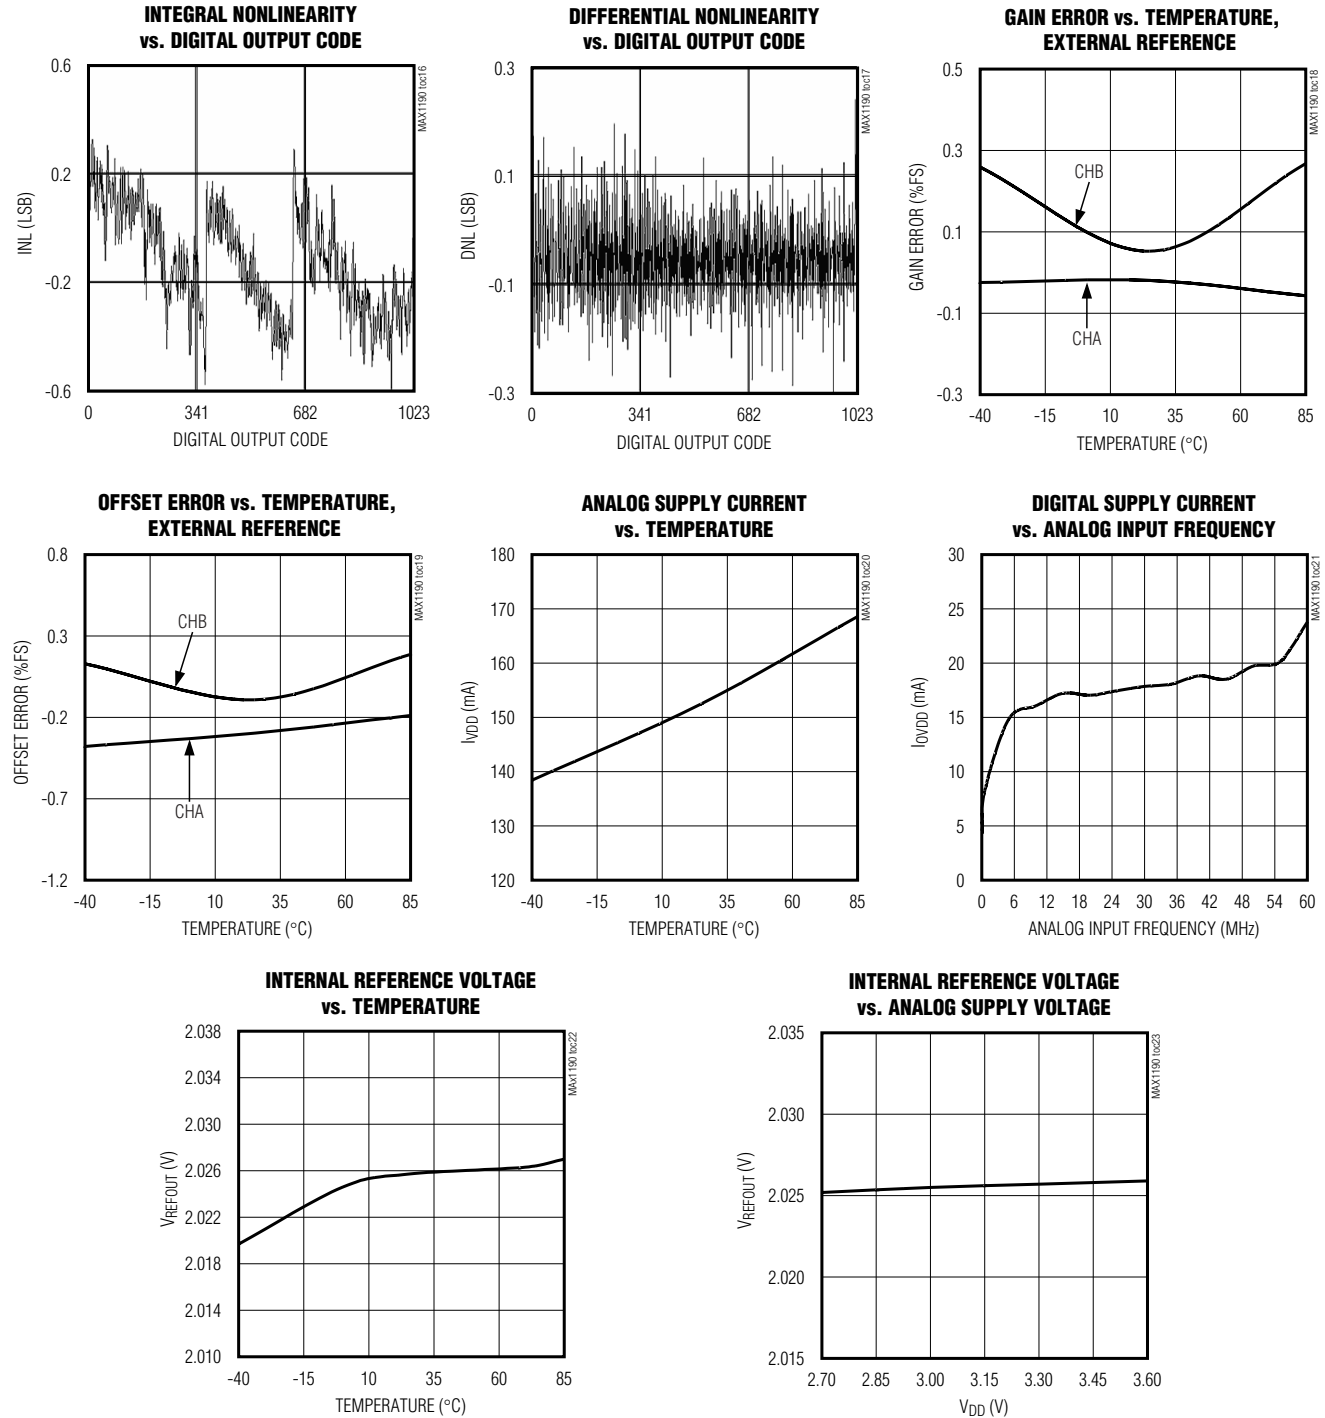 INTEGRAL NONLINEARITY
vs. DIGITAL OUTPUT CODE
0.6
0.2
-0.2
-0.6
INL (LSB)
0
341
682
1023
DIGITAL OUTPUT CODE
MAX1190 toc16
DIFFERENTIAL NONLINEARITY
vs. DIGITAL OUTPUT CODE
0.3
0.1
-0.1
-0.3
DNL (LSB)
0
341
682
1023
DIGITAL OUTPUT CODE
MAX1190 toc17
GAIN ERROR vs. TEMPERATURE,
EXTERNAL REFERENCE
0.5
0.3
0.1
-0.1
-0.3
GAIN ERROR (%FS)
CHB
CHA
-40
-15
10
35
60
85
TEMPERATURE (°C)
MAX1190 toc18
OFFSET ERROR vs. TEMPERATURE,
EXTERNAL REFERENCE
0.8
0.3
-0.2
-0.7
-1.2
OFFSET ERROR (%FS)
CHB
CHA
-40
-15
10
35
60
85
TEMPERATURE (°C)
MAX1190 toc19
ANALOG SUPPLY CURRENT
vs. TEMPERATURE
180
170
160
150
140
130
120
IVDD (mA)
-40
-15
10
35
60
85
TEMPERATURE (°C)
MAX1190 toc20
DIGITAL SUPPLY CURRENT
vs. ANALOG INPUT FREQUENCY
30
25
20
15
10
5
0
IOVDD (mA)
0
6
12
18
24
30
36
42
48
54
60
ANALOG INPUT FREQUENCY (MHz)
MAX1190 toc21
INTERNAL REFERENCE VOLTAGE
vs. TEMPERATURE
2.038
2.034
2.030
2.026
2.022
2.018
2.014
2.010
VREFOUT (V)
-40
-15
10
35
60
85
TEMPERATURE (°C)
MAx1190 toc22
INTERNAL REFERENCE VOLTAGE
vs. ANALOG SUPPLY VOLTAGE
2.035
2.030
2.025
2.020
2.015
VREFOUT (V)
2.70
2.85
3.00
3.15
3.30
3.45
3.60
VDD (V)
MAX1190 toc23